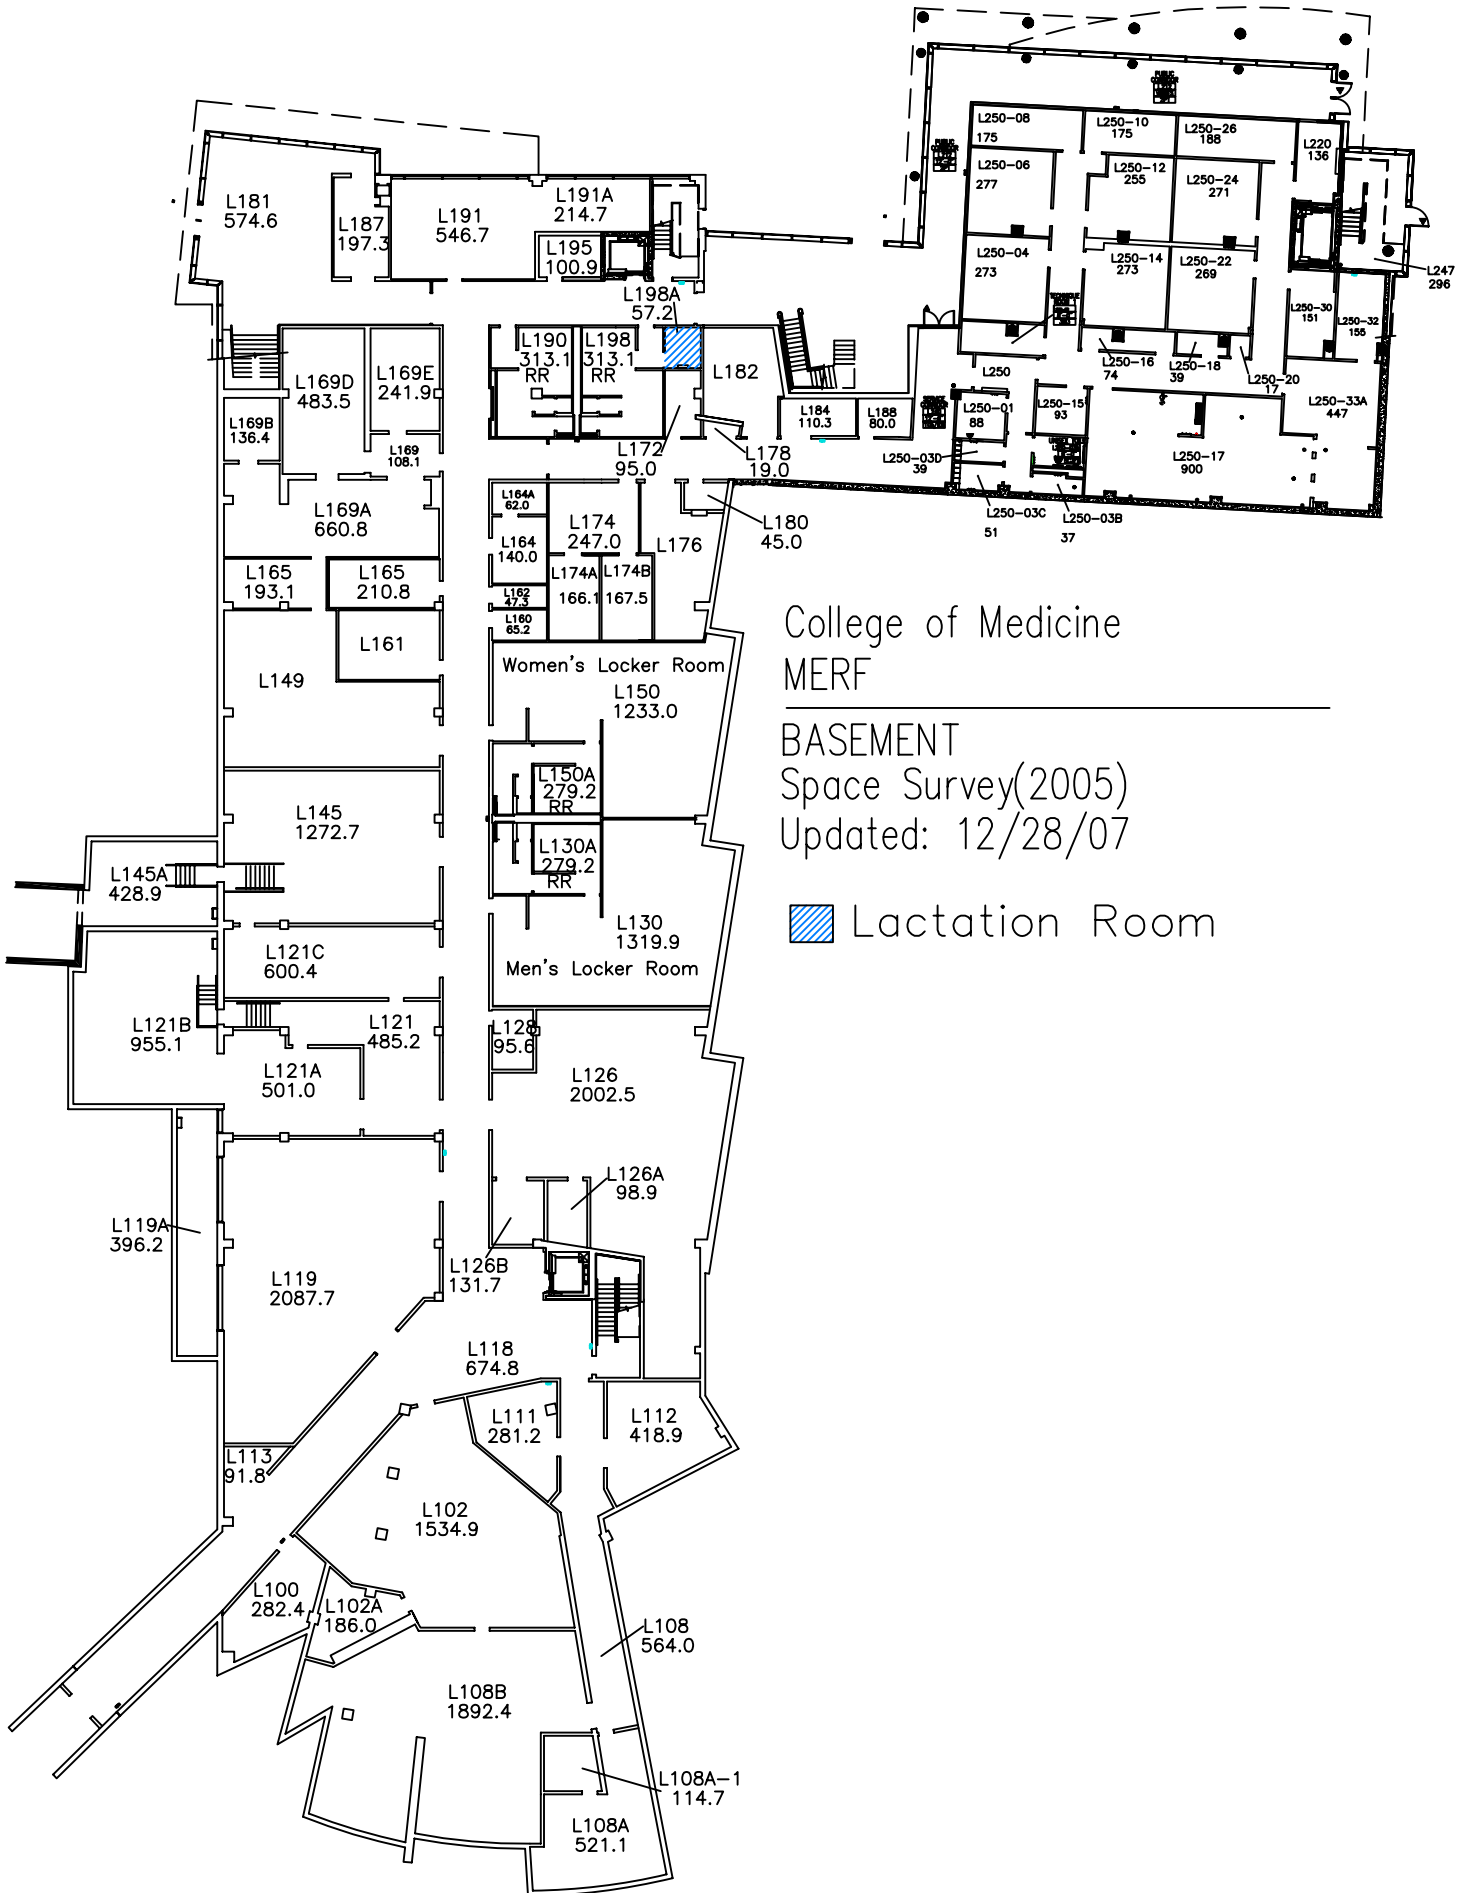 L250-08
175
L250-10
175
L250-26
188
L220
136
L250-06
277
L250-12
255
L250-24
271
L250-04
273
L250-14
273
L250-22
269
L247
296
L250-30
151
L250-32
155
L250
L250-16
74
L250-18
39
L250-20
17
L250-33A
447
L250-01
88
L250-15
93
L250-17
900
L250-03D
39
L250-03C
51
L250-03B
37
L181
574.6
L187
197.3
L191
546.7
L191A
214.7
L195
100.9
L198A
57.2
L190
313.1
RR
L198
313.1
RR
L182
L184
110.3
L188
80.0
L169D
483.5
L169E
241.9
L169B
136.4
L169
108.1
L172
95.0
L178
19.0
L169A
660.8
L164A
62.0
L174
247.0
L180
45.0
L164
140.0
L176
L165
193.1
L165
210.8
L174A
166.1
L174B
167.5
L162
47.3
L160
65.2
L161
L149
College of Medicine
MERF
BASEMENT
Space Survey(2005)
Updated: 12/28/07
Lactation Room
Women's Locker Room
L150
1233.0
L150A
279.2
RR
L145
1272.7
L130A
279.2
RR
L145A
428.9
L130
1319.9
Men's Locker Room
L121C
600.4
L121B
955.1
L121
485.2
L128
95.6
L121A
501.0
L126
2002.5
L126A
98.9
L119A
396.2
L126B
131.7
L119
2087.7
L118
674.8
L111
281.2
L112
418.9
L113
91.8
L102
1534.9
L100
282.4
L102A
186.0
L108
564.0
L108B
1892.4
L108A-1
114.7
L108A
521.1